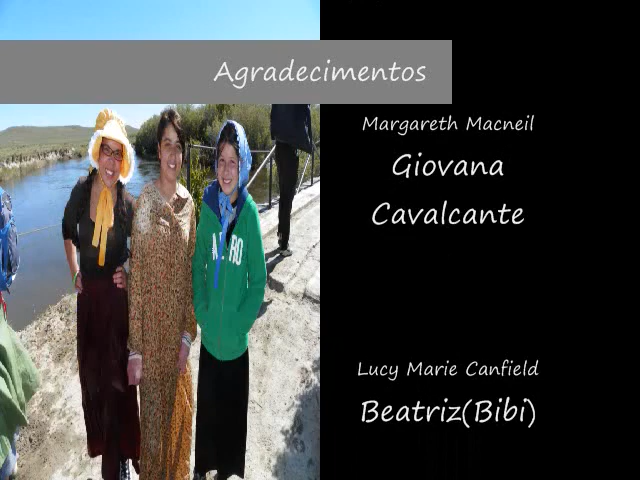 Agradecimentos
Margareth Macneil
Giovana
Cavalcante
Lucy Marie Canfield
Beatriz(Bibi)